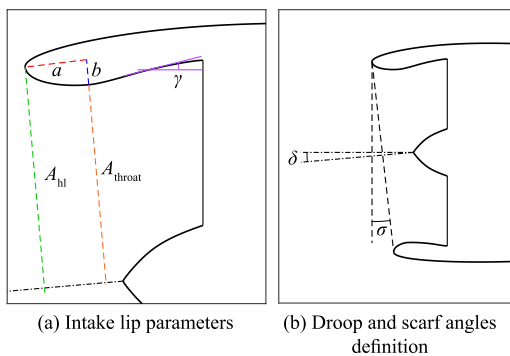 a
b
γ
A_hl
A_throat
(a) Intake lip parameters
δ
σ
(b) Droop and scarf angles
definition